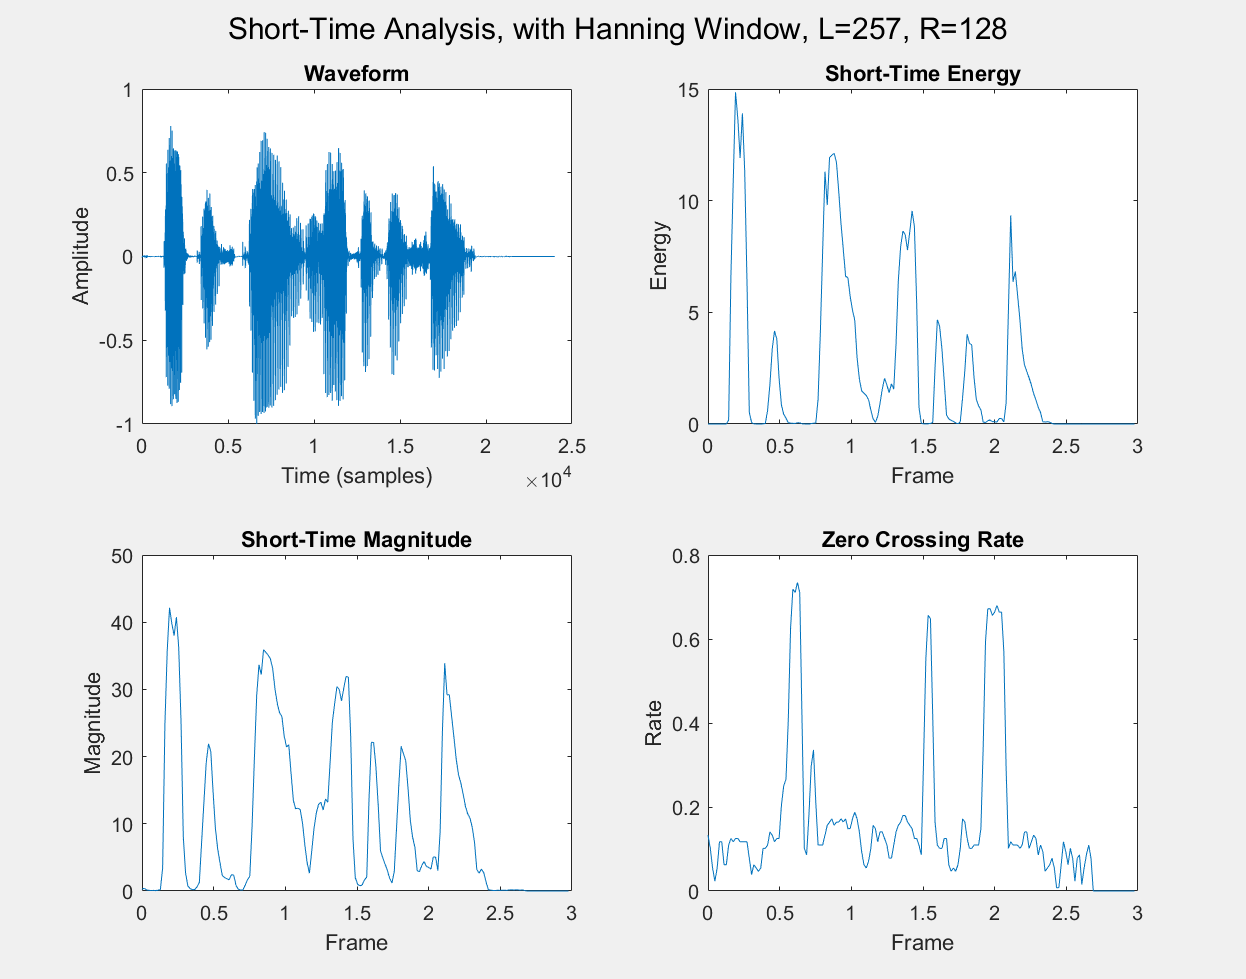 Short-Time Analysis, with Hanning Window, L=257, R=128
Waveform
1
0.5
0
-0.5
-1
Amplitude
0 0.5 1 1.5 2 2.5
Time (samples)
×10⁴
Short-Time Energy
15
10
5
0
Energy
0 0.5 1 1.5 2 2.5 3
Frame
Short-Time Magnitude
50
40
30
20
10
0
Magnitude
0 0.5 1 1.5 2 2.5 3
Frame
Zero Crossing Rate
0.8
0.6
0.4
0.2
0
Rate
0 0.5 1 1.5 2 2.5 3
Frame